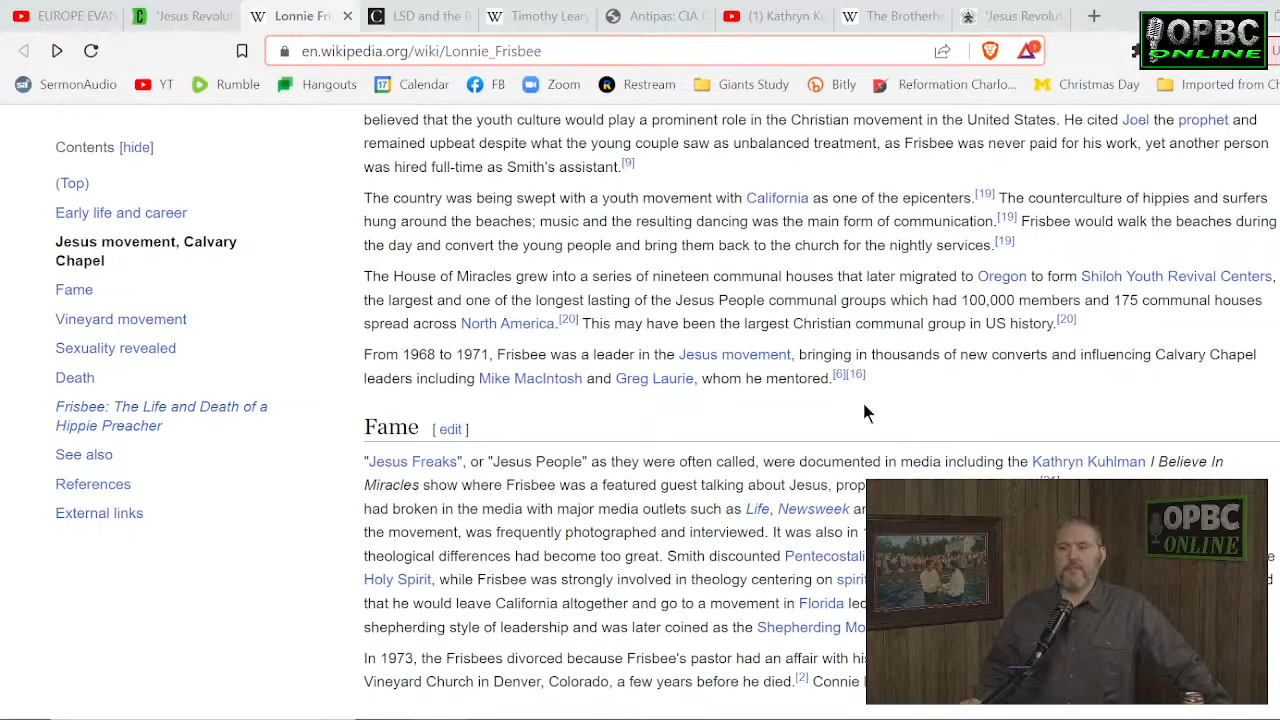 EUROPE EVAN
'Jesus Revolut
Lonnie Fri
LSD and the
Timothy Lear
Antipas: CIA
(1) Kathryn K
The Brotherh
'Jesus Revolut
OPBC
ONLINE
en.wikipedia.org/wiki/Lonnie_Frisbee
SermonAudio
YT
Rumble
Hangouts
Calendar
FB
Zoom
Restream
Giants Study
Bitly
Reformation Charlo...
Christmas Day
Imported from Ch
Contents [hide]
(Top)
Early life and career
Jesus movement, Calvary
Chapel
Fame
Vineyard movement
Sexuality revealed
Death
Frisbee: The Life and Death of a
Hippie Preacher
See also
References
External links
believed that the youth culture would play a prominent role in the Christian movement in the United States. He cited Joel the prophet and
remained upbeat despite what the young couple saw as unbalanced treatment, as Frisbee was never paid for his work, yet another person
was hired full-time as Smith's assistant.[9]
The country was being swept with a youth movement with California as one of the epicenters.[19] The counterculture of hippies and surfers
hung around the beaches; music and the resulting dancing was the main form of communication.[19] Frisbee would walk the beaches during
the day and convert the young people and bring them back to the church for the nightly services.[19]
The House of Miracles grew into a series of nineteen communal houses that later migrated to Oregon to form Shiloh Youth Revival Centers,
the largest and one of the longest lasting of the Jesus People communal groups which had 100,000 members and 175 communal houses
spread across North America.[20] This may have been the largest Christian communal group in US history.[20]
From 1968 to 1971, Frisbee was a leader in the Jesus movement, bringing in thousands of new converts and influencing Calvary Chapel
leaders including Mike MacIntosh and Greg Laurie, whom he mentored.[6][16]
Fame [ edit ]
"Jesus Freaks", or "Jesus People" as they were often called, were documented in media including the Kathryn Kuhlman I Believe In
Miracles show where Frisbee was a featured guest talking about Jesus, prop
had broken in the media with major media outlets such as Life, Newsweek an
the movement, was frequently photographed and interviewed. It was also in 1
theological differences had become too great. Smith discounted Pentecostali
Holy Spirit, while Frisbee was strongly involved in theology centering on spiri
that he would leave California altogether and go to a movement in Florida led
shepherding style of leadership and was later coined as the Shepherding Mo
In 1973, the Frisbees divorced because Frisbee's pastor had an affair with his
Vineyard Church in Denver, Colorado, a few years before he died.[2] Connie
OPBC
ONLINE